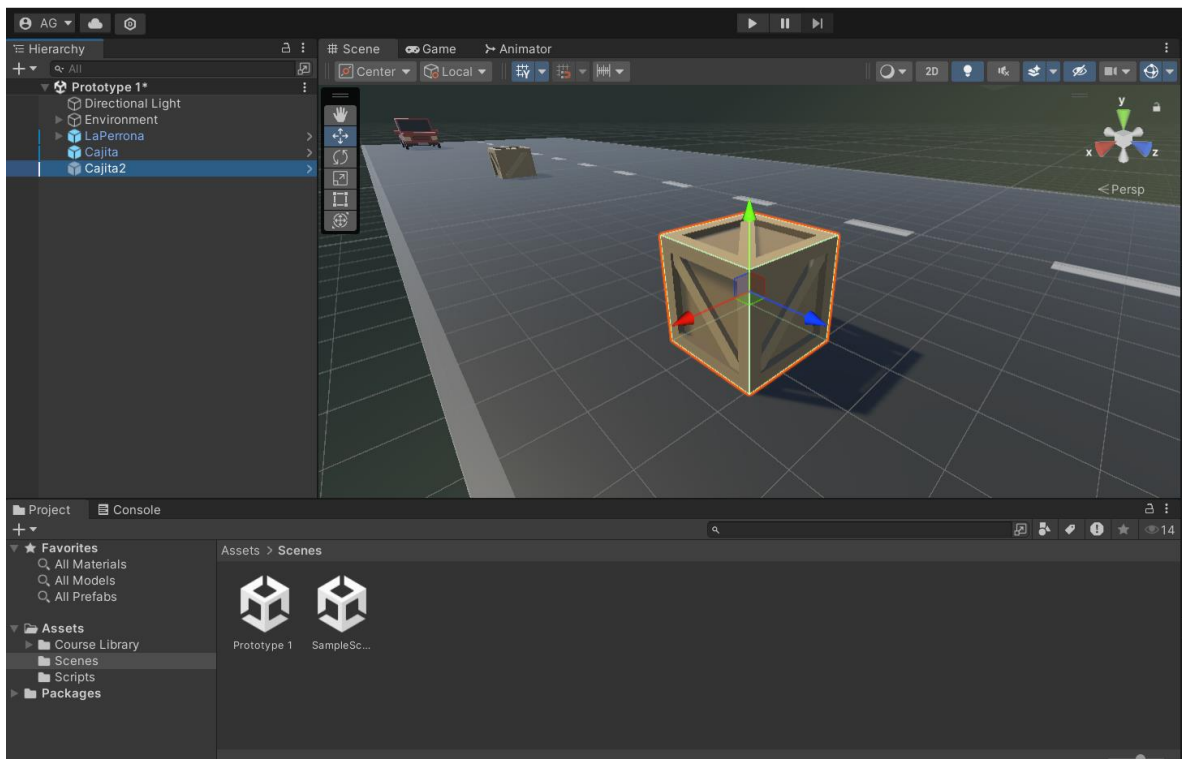 AG
Hierarchy
Scene
Game
Animator
All
Center
Local
2D
Prototype 1*
Directional Light
Environment
LaPerrona
Cajita
Cajita2
y
x
z
Persp
Project
Console
14
Favorites
All Materials
All Models
All Prefabs
Assets
Course Library
Scenes
Scripts
Packages
Assets > Scenes
Prototype 1
SampleSc...